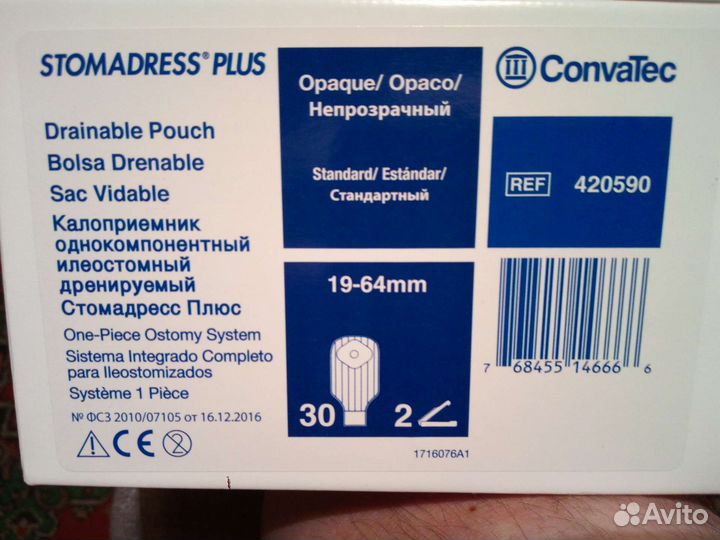 STOMADRESS® PLUS
Drainable Pouch
Bolsa Drenable
Sac Vidable
Калоприемник
однокомпонентный
илеостомный
дренируемый
Стомадресс Плюс
One-Piece Ostomy System
Sistema Integrado Completo
para Ileostomizados
Système 1 Pièce
№ ФСЗ 2010/07105 от 16.12.2016
CE
2
Opaque/ Opaco/
Непрозрачный
Standard/ Estándar/
Стандартный
19-64mm
30 2
1716076A1
ConvaTec
REF 420590
7 68455 14666 6
Avito